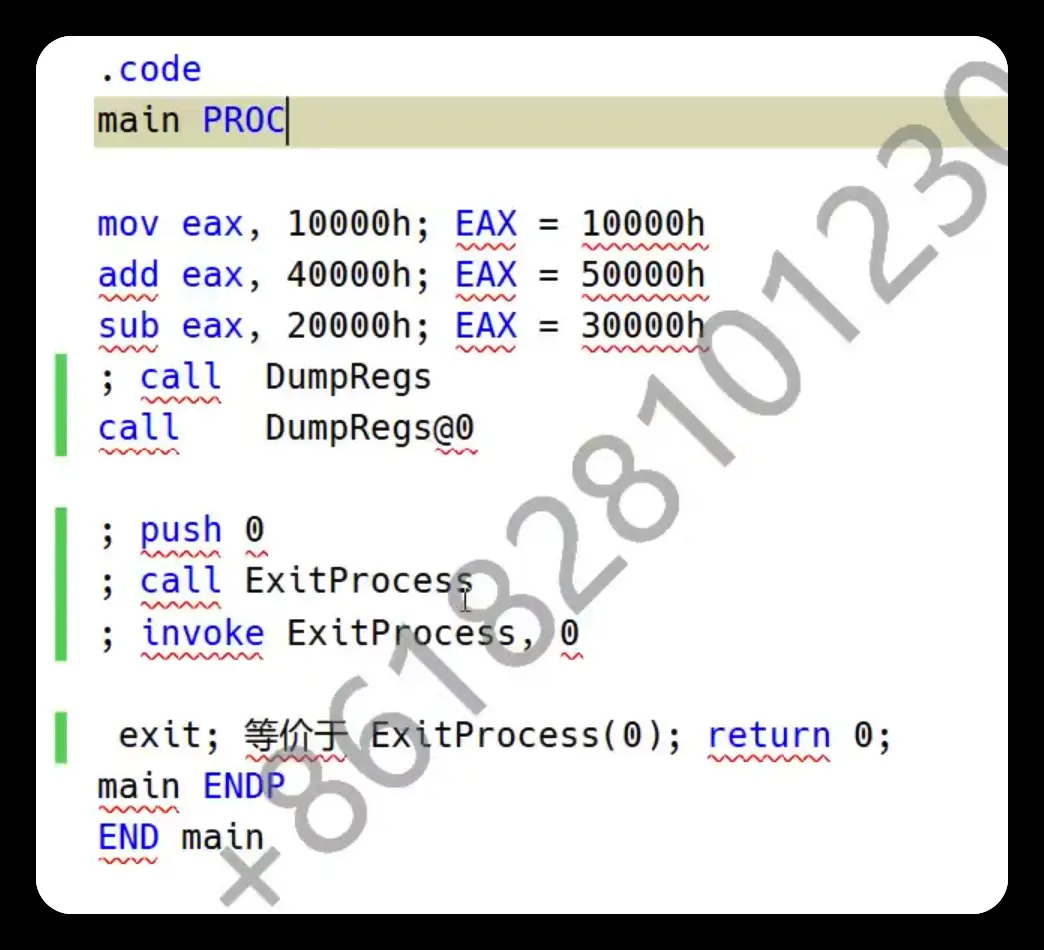 .code
main PROC
mov eax, 10000h; EAX = 10000h
add eax, 40000h; EAX = 50000h
sub eax, 20000h; EAX = 30000h
; call  DumpRegs
call    DumpRegs@0
; push 0
; call ExitProcess
; invoke ExitProcess, 0
exit; 等价于 ExitProcess(0); return 0;
main ENDP
END main
+861828101230